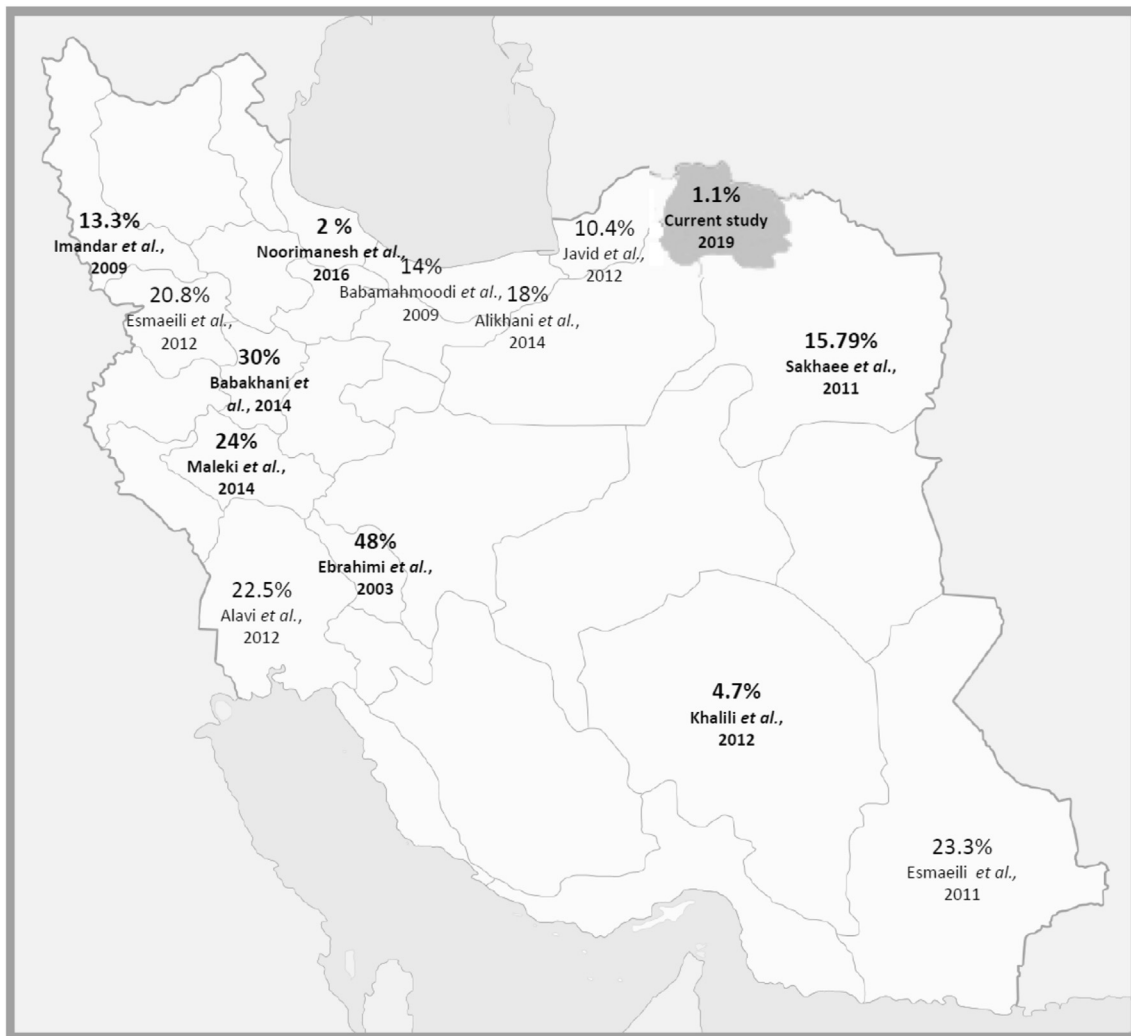 1.1%
Current study
2019
13.3%
Imandar et al.,
2009
2 %
Noorimanesh et al.,
2016
10.4%
Javid et al.,
2012
14%
Babamahmoodi et al.,
2009
18%
Alikhani et al.,
2014
20.8%
Esmaeili et al.,
2012
15.79%
Sakhaee et al.,
2011
30%
Babakhani et
al., 2014
24%
Maleki et al.,
2014
48%
Ebrahimi et al.,
2003
22.5%
Alavi et al.,
2012
4.7%
Khalili et al.,
2012
23.3%
Esmaeili et al.,
2011